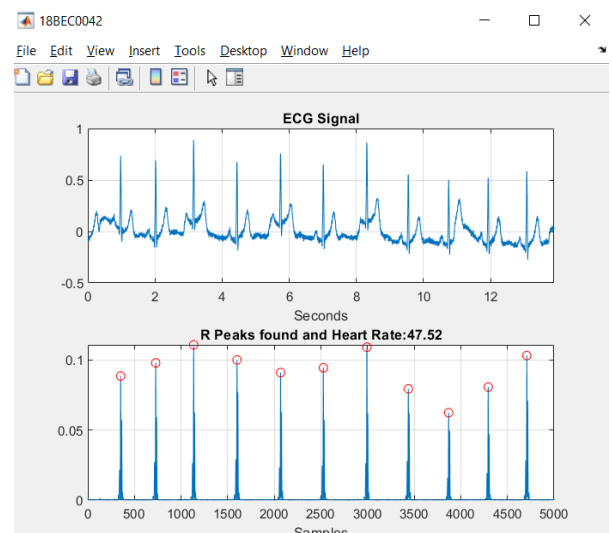 18BEC0042
File Edit View Insert Tools Desktop Window Help
ECG Signal
1
0.5
0
-0.5
0 2 4 6 8 10 12
Seconds
R Peaks found and Heart Rate:47.52
0.1
0.05
0
0 500 1000 1500 2000 2500 3000 3500 4000 4500 5000
Samples